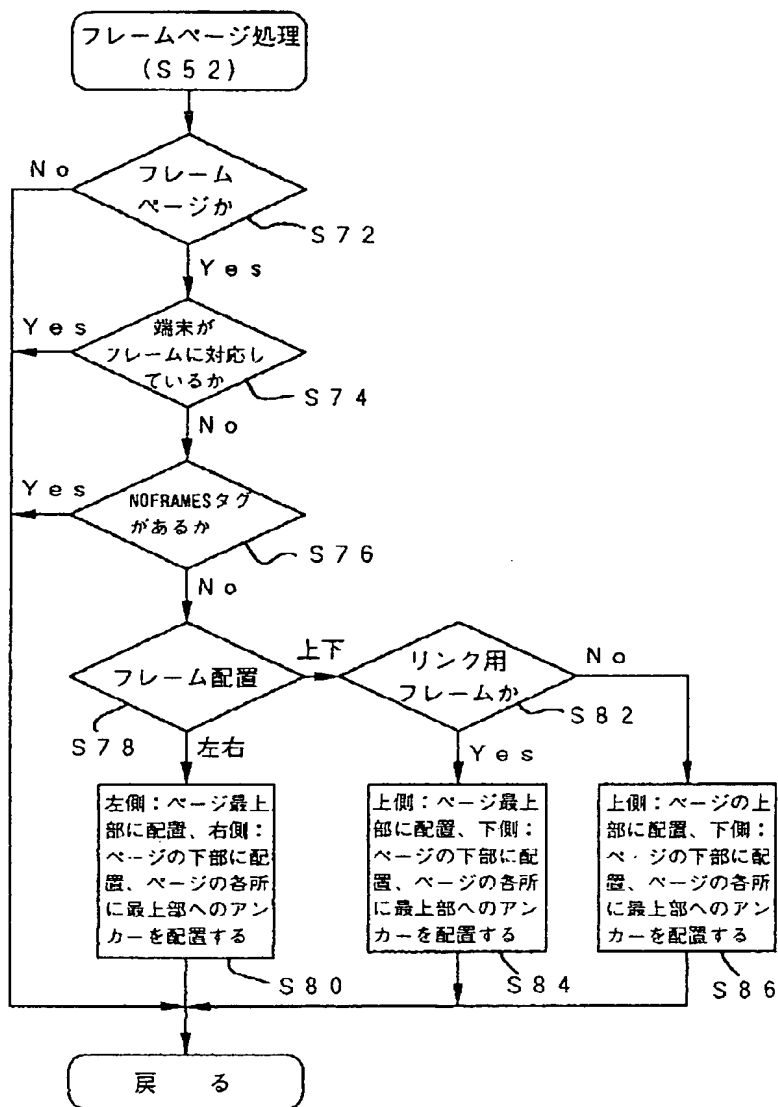 フレームページ処理
(S52)
No
フレーム
ページか
S72
Yes
Yes
端末が
フレームに対応し
ているか
S74
No
Yes
NOFRAMESタグ
があるか
S76
No
フレーム配置
S78
上下
左右
リンク用
フレームか
S82
No
Yes
左側:ページ最上
部に配置、右側:
ページの下部に配
置、ページの各所
に最上部へのアン
カーを配置する
S80
上側:ページ最上
部に配置、下側:
ページの下部に配
置、ページの各所
に最上部へのアン
カーを配置する
S84
上側:ページの上
部に配置、下側:
ページの下部に配
置、ページの各所
に最上部へのアン
カーを配置する
S86
戻る